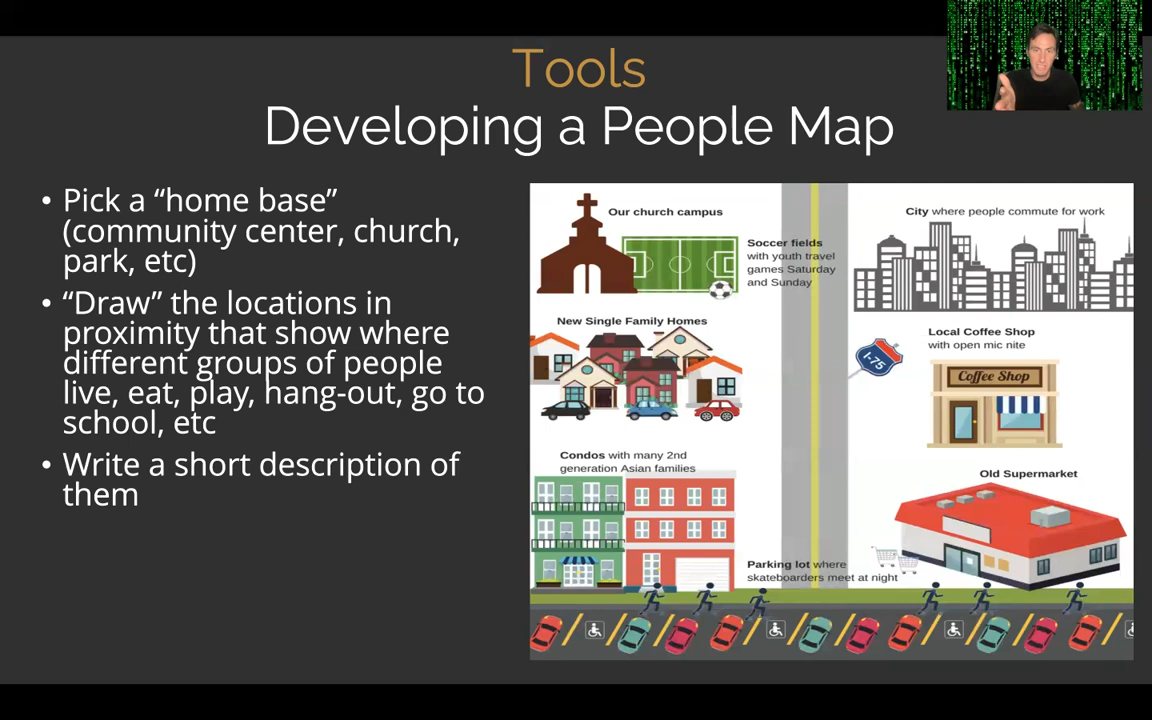 Tools
Developing a People Map
• Pick a “home base”
(community center, church,
park, etc)
• “Draw” the locations in
proximity that show where
different groups of people
live, eat, play, hang-out, go to
school, etc
• Write a short description of
them
Our church campus
Soccer fields
with youth travel
games Saturday
and Sunday
City where people commute for work
New Single Family Homes
I-75
Local Coffee Shop
with open mic nite
Coffee Shop
Condos with many 2nd
generation Asian families
Old Supermarket
Parking lot where
skateboarders meet at night